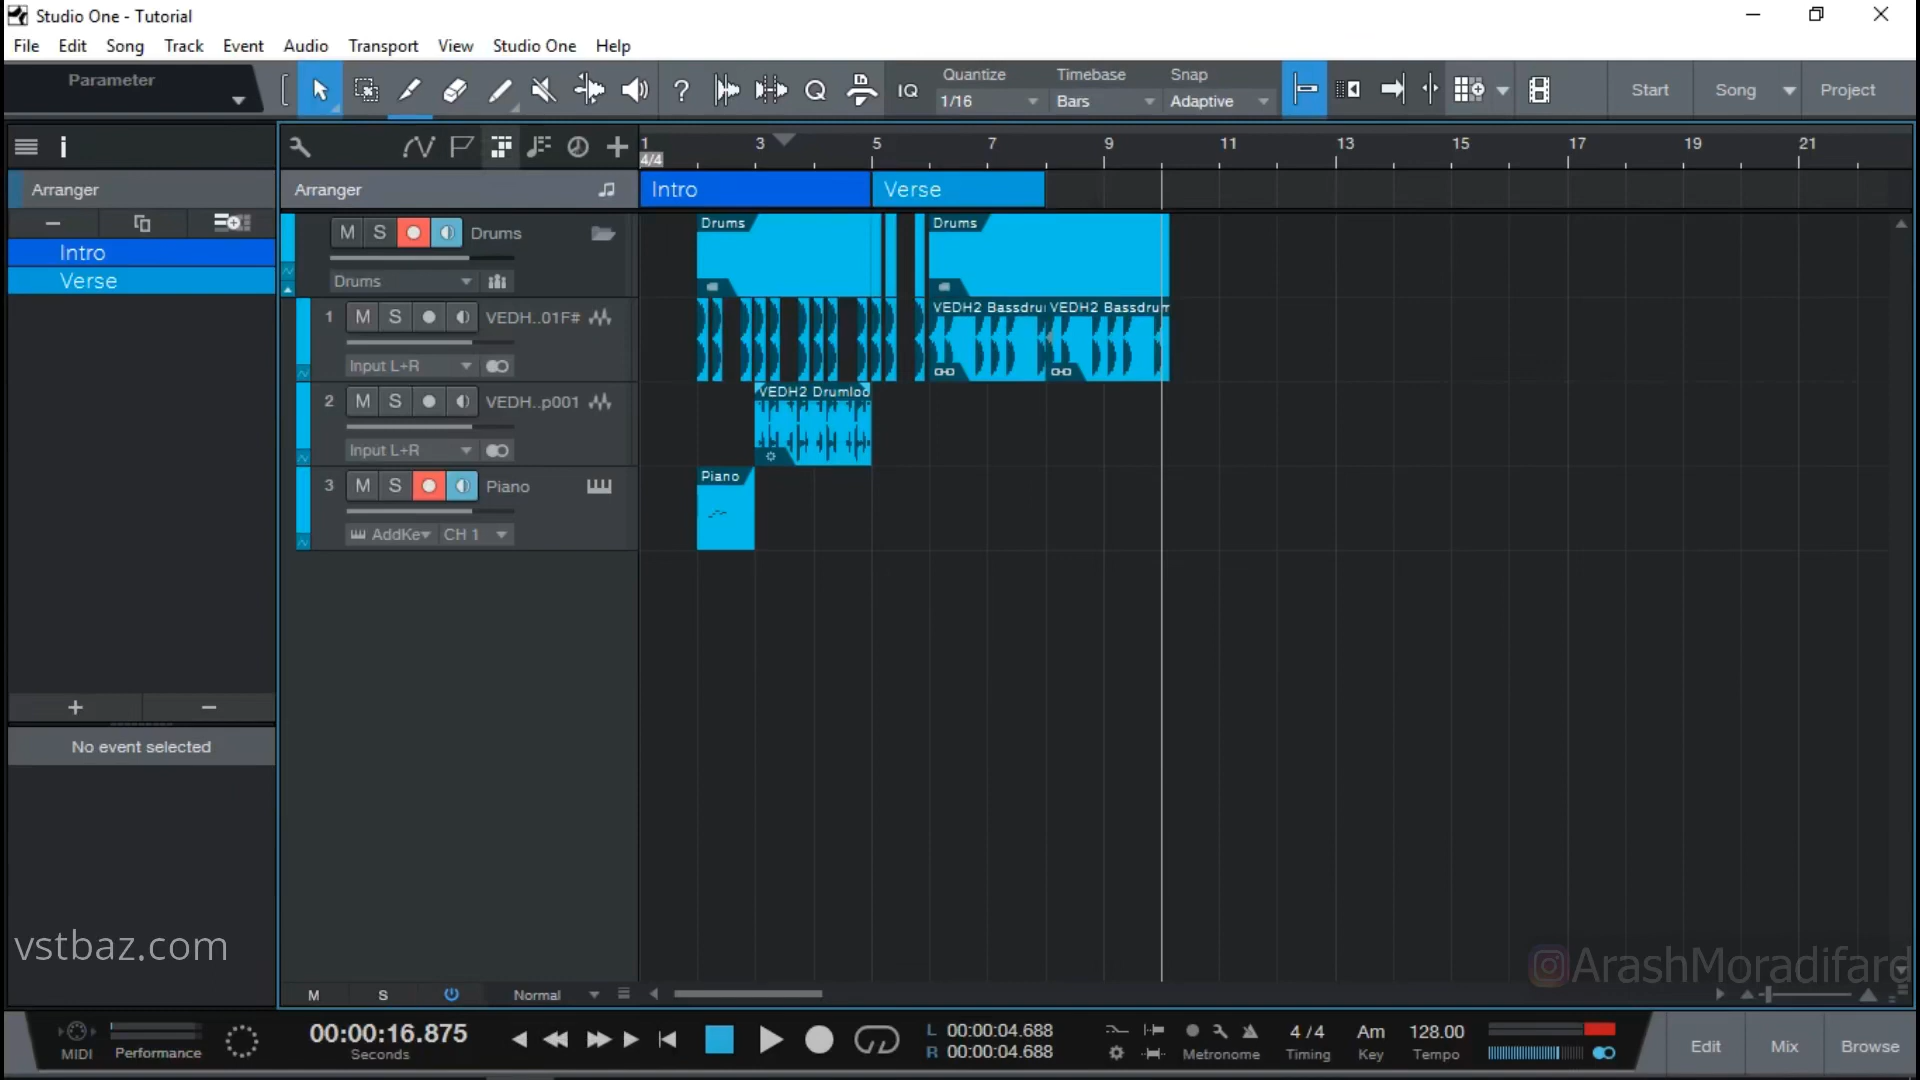 Studio One - Tutorial
File Edit Song Track Event Audio Transport View Studio One Help
Parameter
? Q IQ
Quantize Timebase Snap
1/16 Bars Adaptive
Start Song Project
1 3 5 7 9 11 13 15 17 19 21
4/4
i
Arranger
Arranger
Intro Verse
Intro
Verse
M S Drums
Drums
Drums Drums
1 M S VEDH..01F#
Input L+R
VEDH2 Bassdru VEDH2 Bassdrum
2 M S VEDH..p001
Input L+R
VEDH2 Drumloo
3 M S Piano
AddKe CH 1
Piano
+ −
No event selected
vstbaz.com
ArashMoradifard
M S Normal
MIDI Performance
00:00:16.875
Seconds
L 00:00:04.688
R 00:00:04.688
Metronome
4 / 4
Timing
Am
Key
128.00
Tempo
Edit Mix Browse